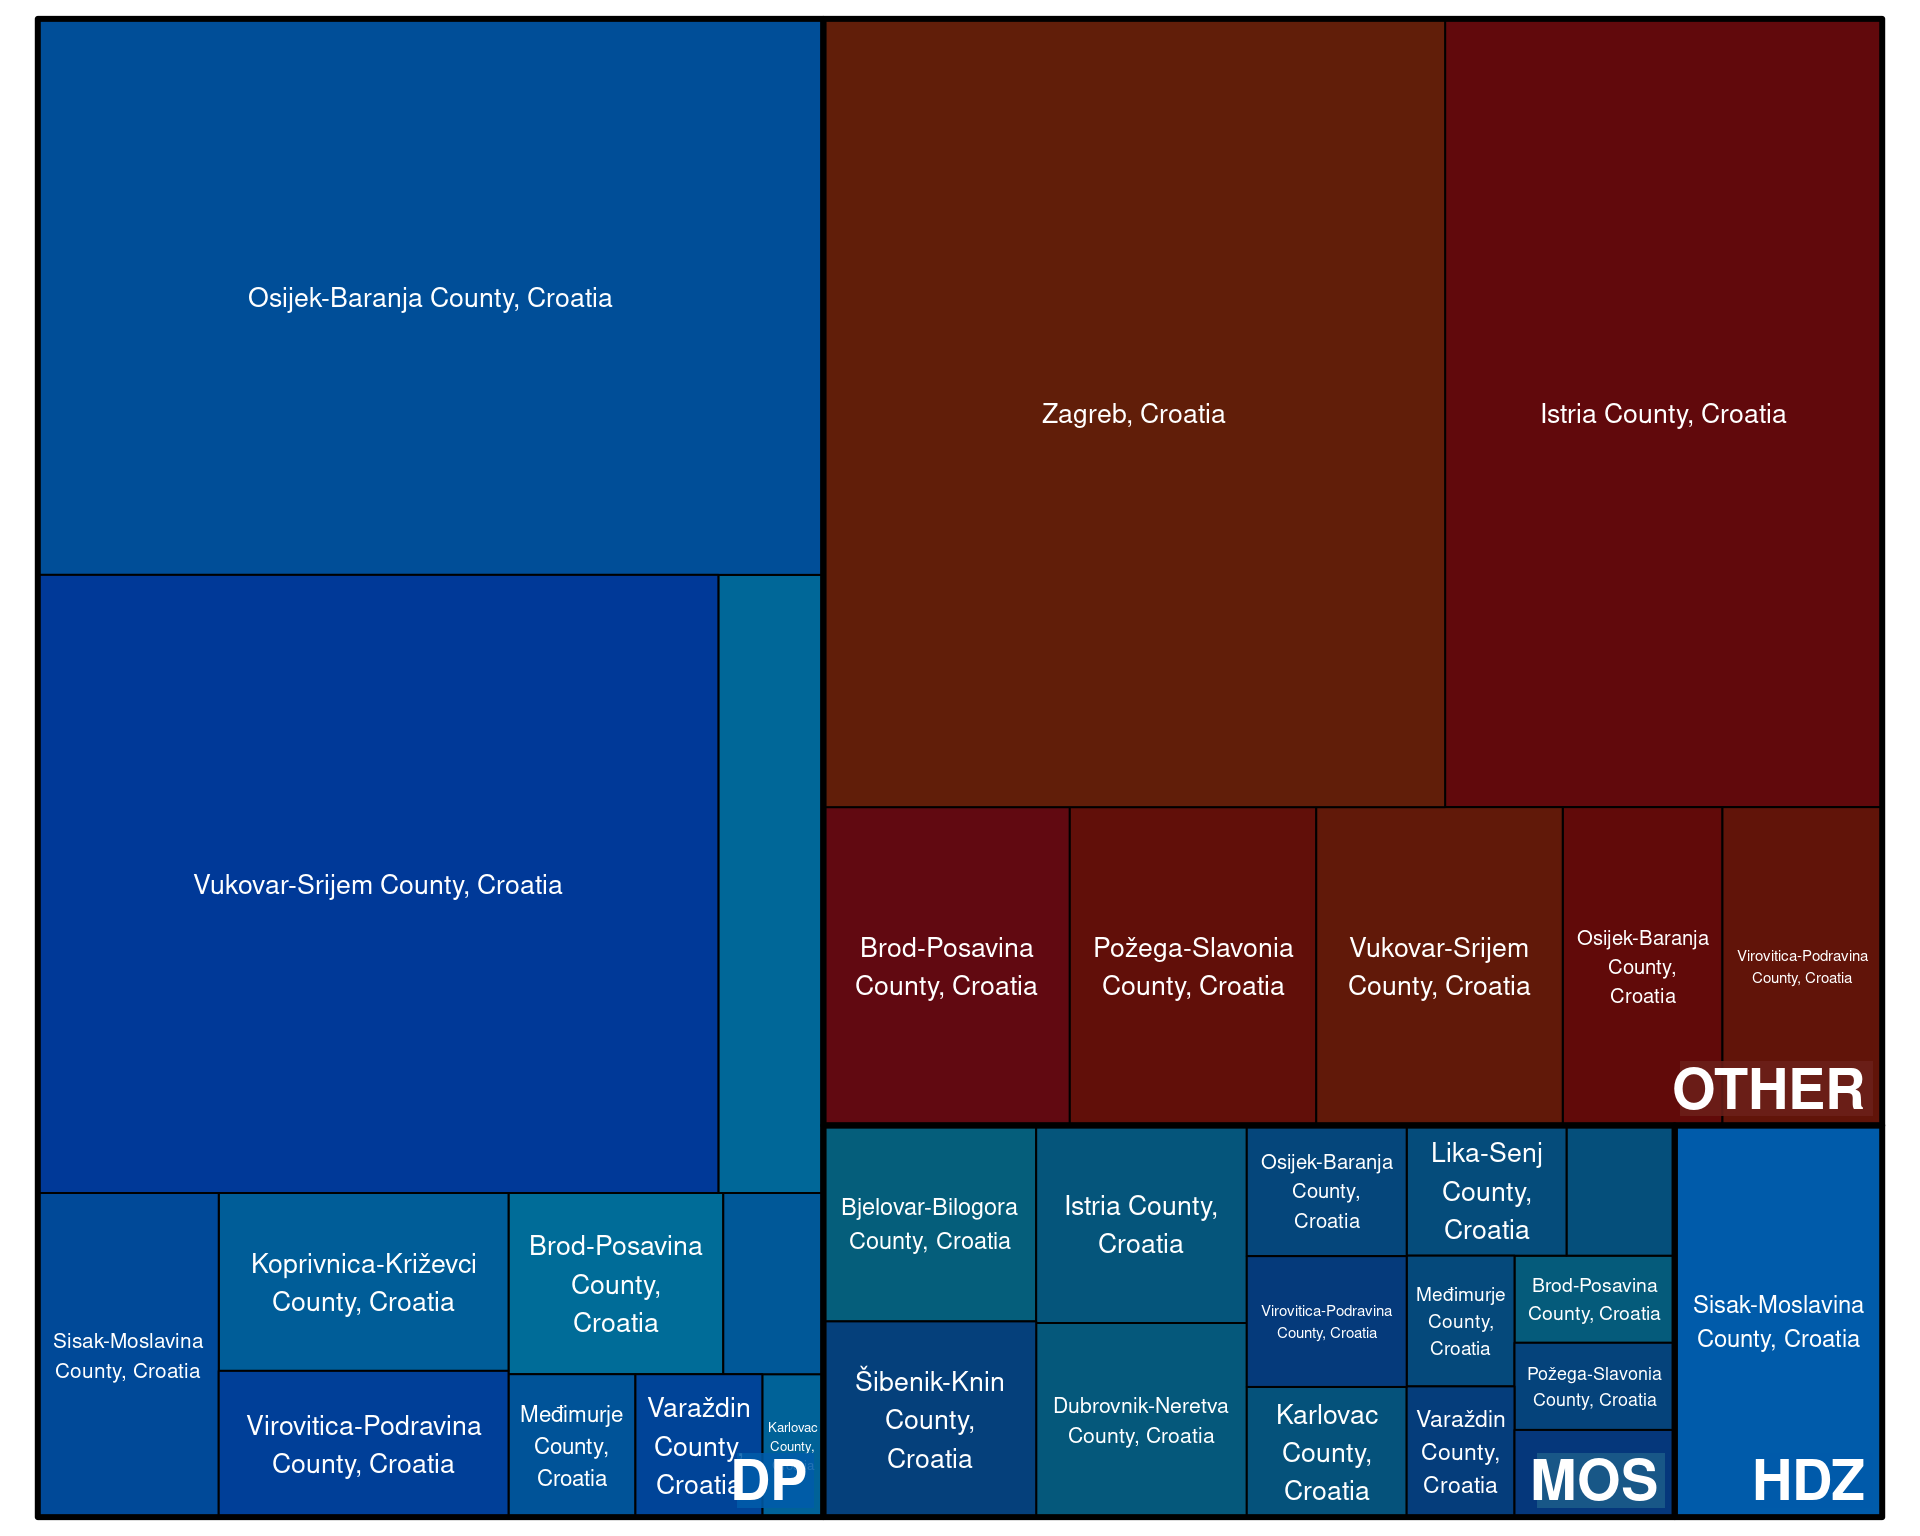 Osijek-Baranja County, Croatia
Vukovar-Srijem County, Croatia
Sisak-Moslavina
County, Croatia
Koprivnica-Križevci
County, Croatia
Virovitica-Podravina
County, Croatia
Brod-Posavina
County,
Croatia
Međimurje
County,
Croatia
Varaždin
County,
Croatia
Karlovac
County,
DP
Zagreb, Croatia
Istria County, Croatia
Brod-Posavina
County, Croatia
Požega-Slavonia
County, Croatia
Vukovar-Srijem
County, Croatia
Osijek-Baranja
County,
Croatia
Virovitica-Podravina
County, Croatia
OTHER
Bjelovar-Bilogora
County, Croatia
Šibenik-Knin
County,
Croatia
Istria County,
Croatia
Dubrovnik-Neretva
County, Croatia
Osijek-Baranja
County,
Croatia
Virovitica-Podravina
County, Croatia
Karlovac
County,
Croatia
Lika-Senj
County,
Croatia
Međimurje
County,
Croatia
Varaždin
County,
Croatia
Brod-Posavina
County, Croatia
Požega-Slavonia
County, Croatia
MOS
Sisak-Moslavina
County, Croatia
HDZ